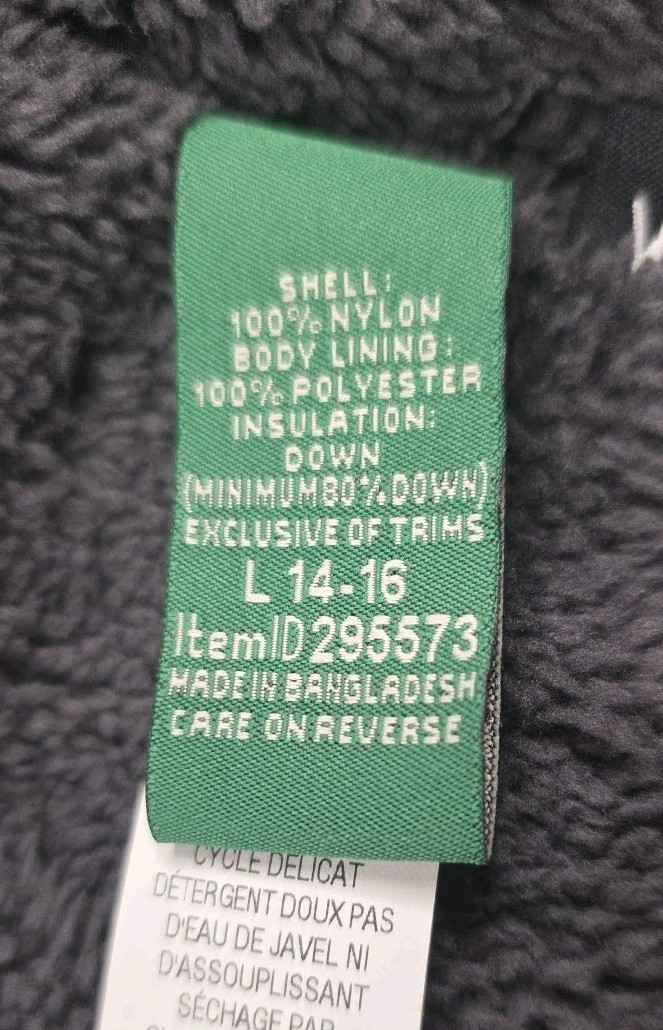 SHELL:
100% NYLON
BODY LINING:
100% POLYESTER
INSULATION:
DOWN
(MINIMUM 80% DOWN)
EXCLUSIVE OF TRIMS
L 14-16
ItemID 295573
MADE IN BANGLADESH
CARE ON REVERSE
CYCLE DÉLICAT
DÉTERGENT DOUX PAS
D'EAU DE JAVEL NI
D'ASSOUPLISSANT
SÉCHAGE PAR